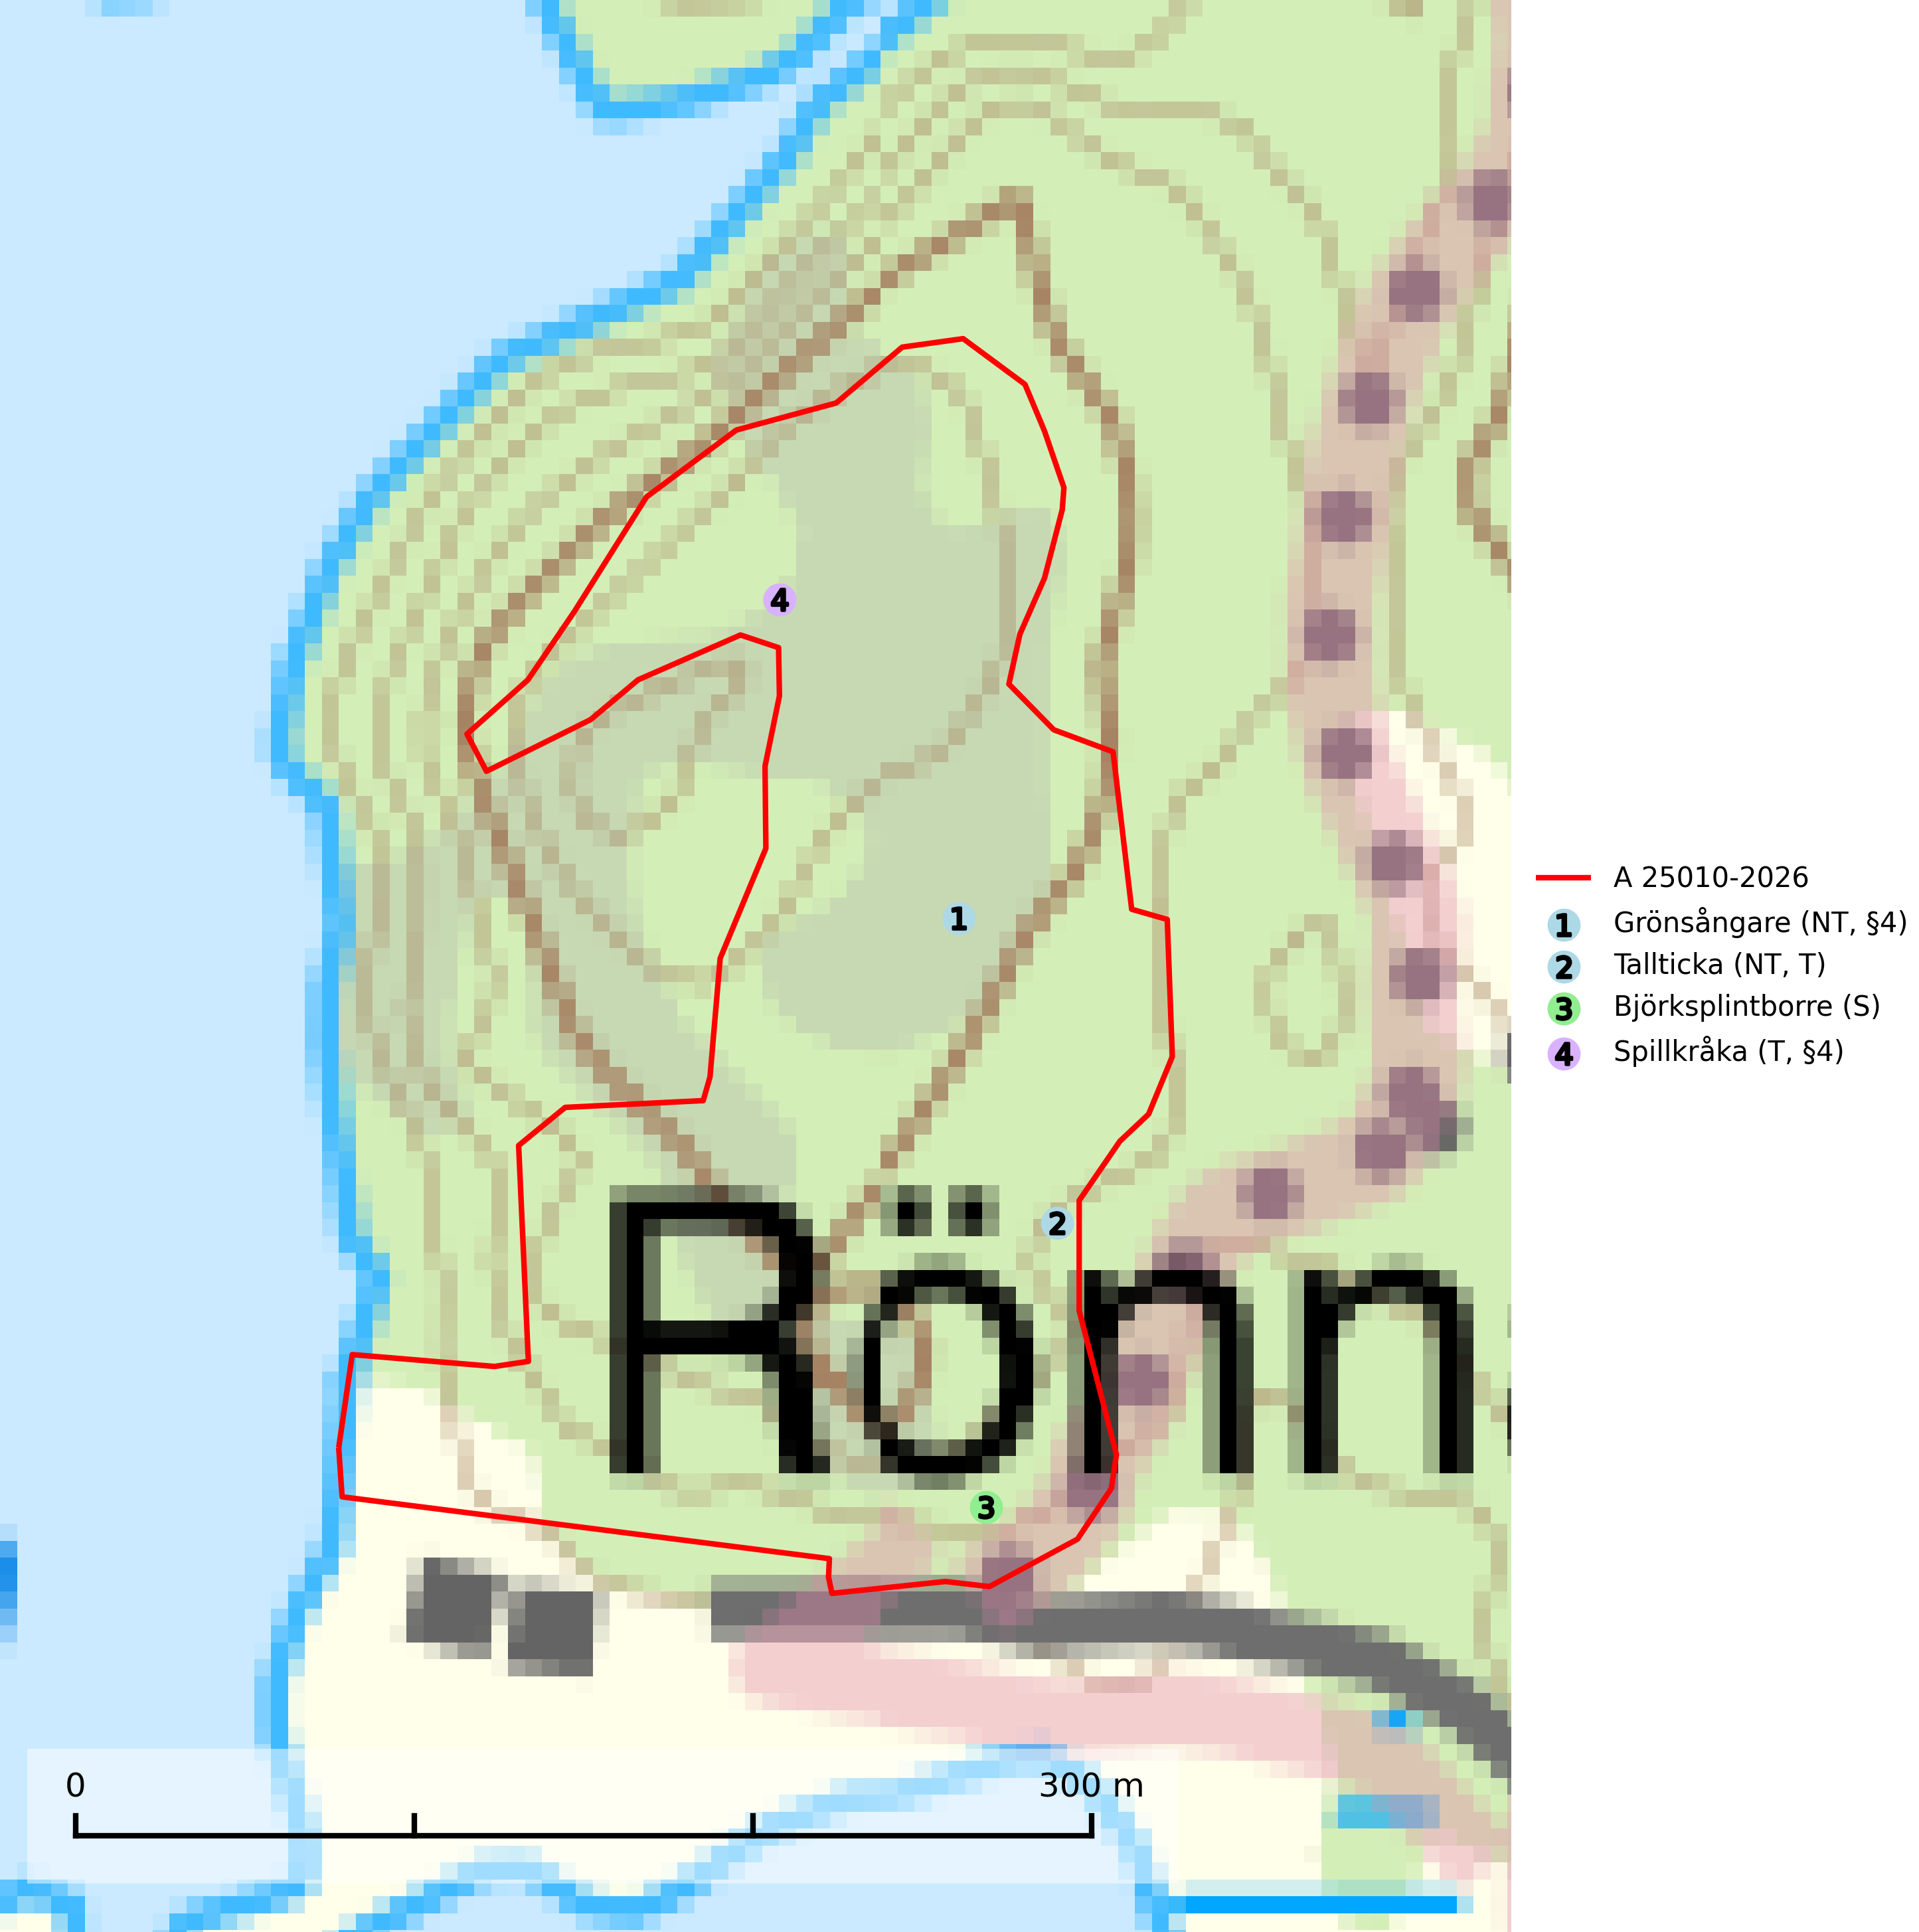 4
1
2
Rönn
3
0 300 m
A 25010-2026
1 Grönsångare (NT, §4)
2 Tallticka (NT, T)
3 Björksplintborre (S)
4 Spillkråka (T, §4)